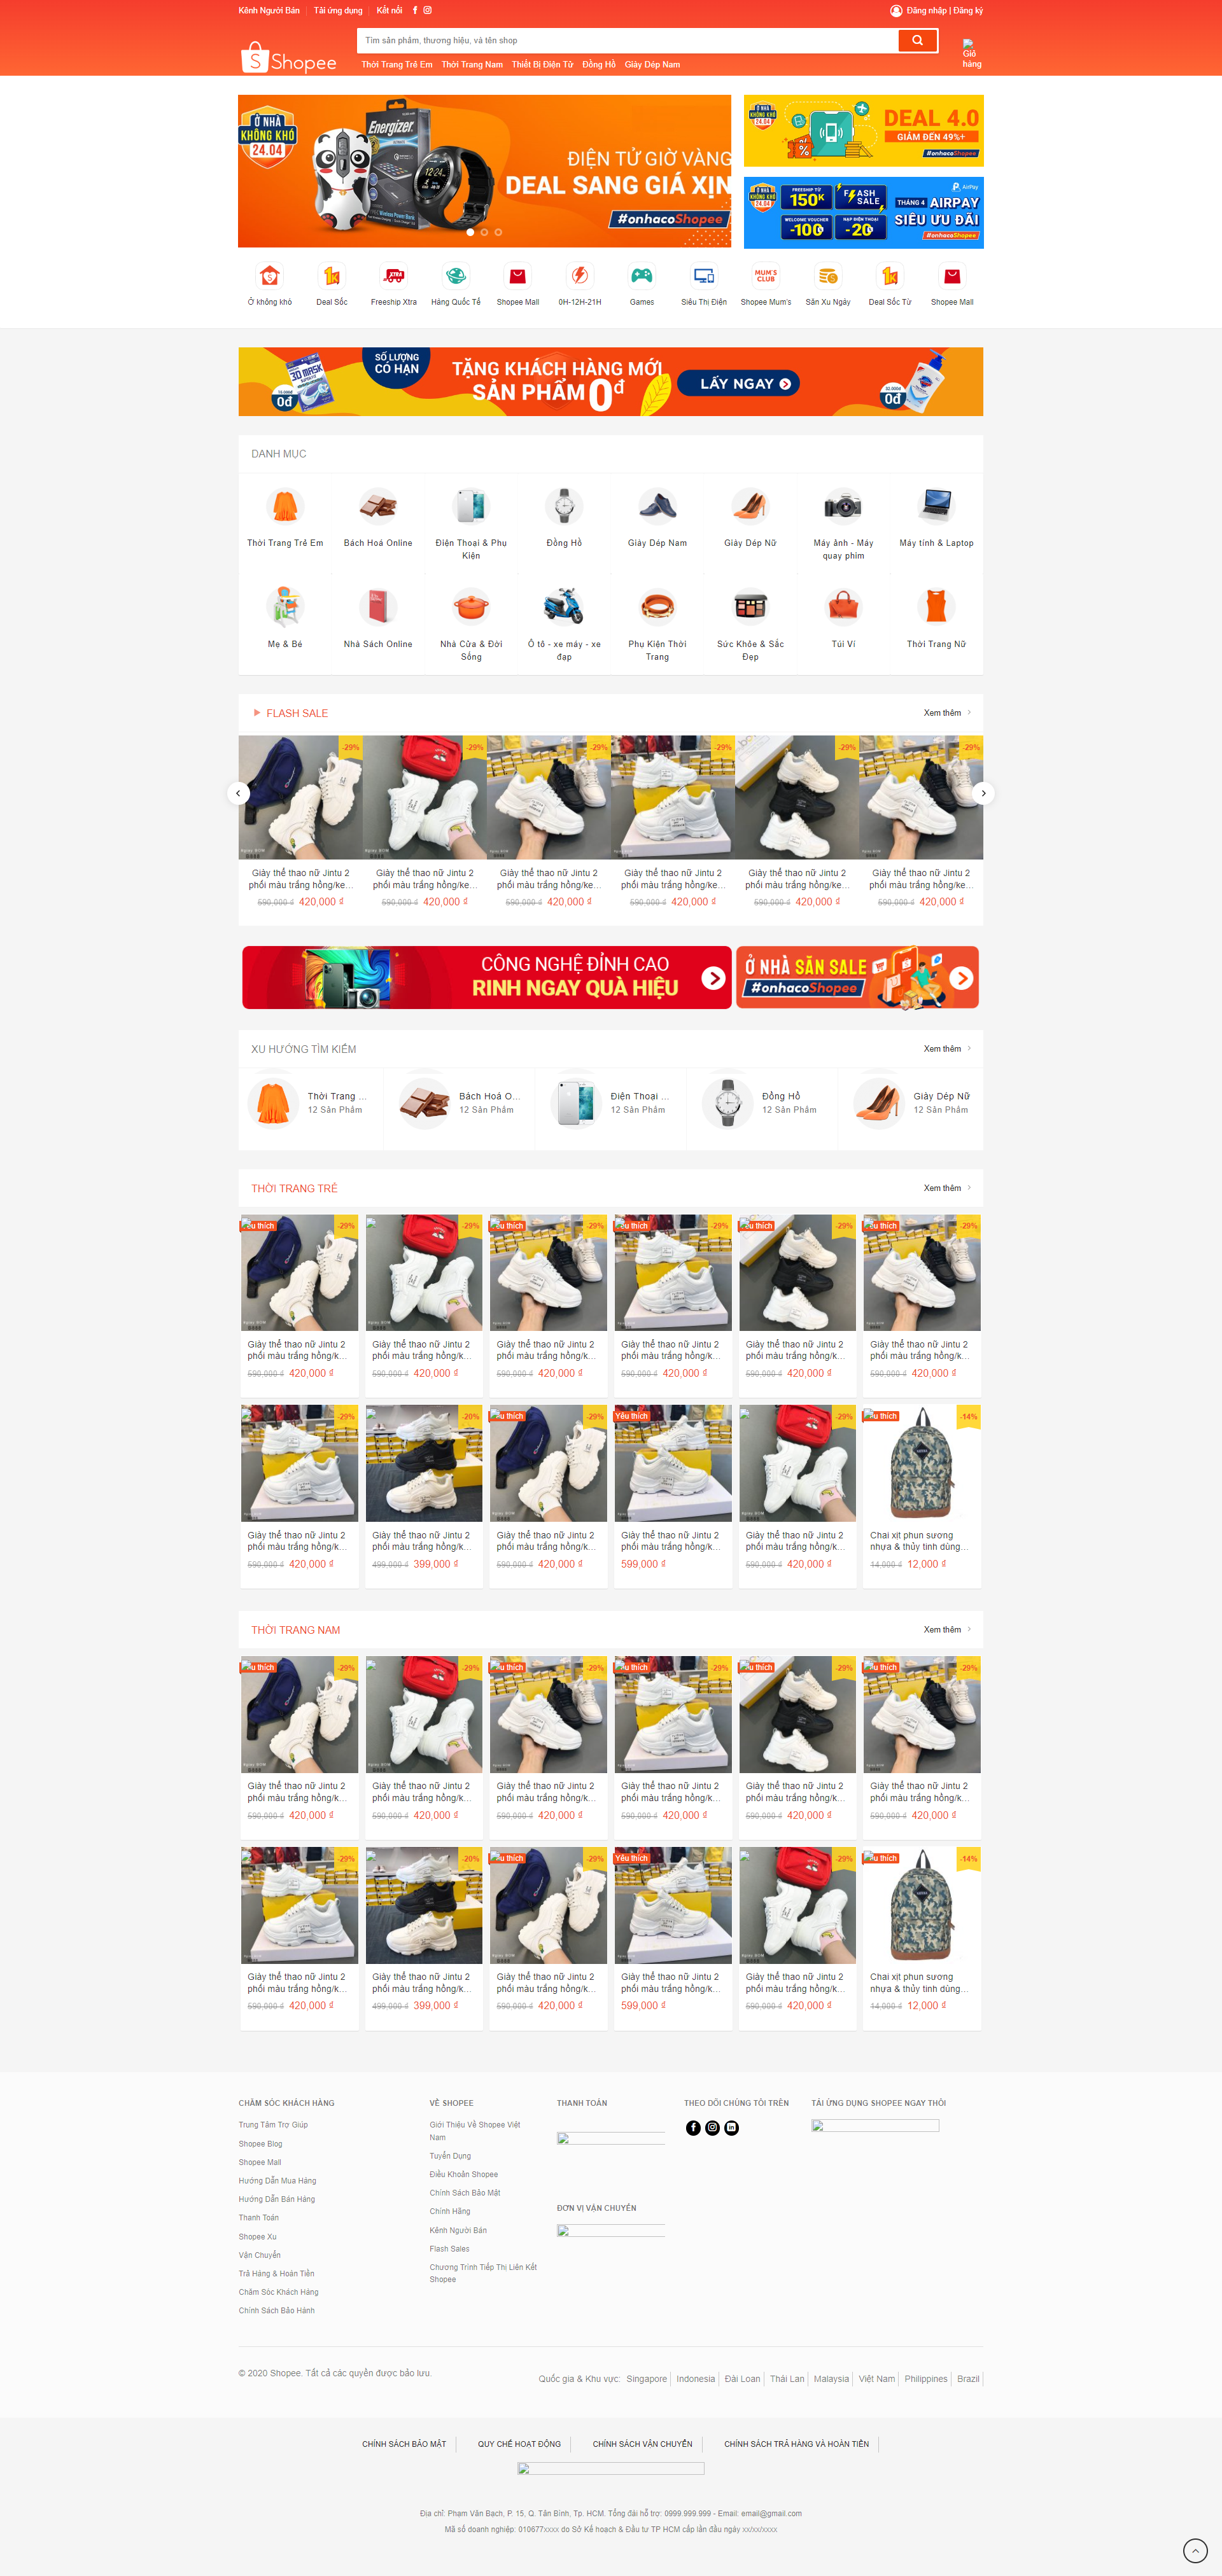 Kênh Người Bán
Tải ứng dụng
Kết nối
Đăng nhập | Đăng ký
Shopee
Tìm sản phẩm, thương hiệu, và tên shop
Giỏ hàng
Thời Trang Trẻ Em Thời Trang Nam Thiết Bị Điện Tử Đồng Hồ Giày Dép Nam
Ở NHÀ KHÔNG KHÓ 24.04
Energizer
ĐIỆN TỬ GIỜ VÀNG
DEAL SANG GIÁ XỊN
#onhacoShopee
DEAL 4.0
GIẢM ĐẾN 49%+
#onhacoShopee
FREESHIP TỪ 150K
FLASH SALE
WELCOME VOUCHER -100K
NẠP ĐIỆN THOẠI -20K
AirPay
THÁNG 4 AIRPAY
SIÊU ƯU ĐÃI
#onhacoShopee
Ở không khó
Deal Sốc
Freeship Xtra
Hàng Quốc Tế
Shopee Mall
0H-12H-21H
Games
Siêu Thị Điện
Shopee Mum's
Săn Xu Ngày
Deal Sốc Từ
Shopee Mall
3D MASK
SỐ LƯỢNG CÓ HẠN
TẶNG KHÁCH HÀNG MỚI
SẢN PHẨM 0đ
LẤY NGAY
0đ
0đ
DANH MỤC
Thời Trang Trẻ Em
Bách Hoá Online
Điện Thoại & Phụ Kiện
Đồng Hồ
Giày Dép Nam
Giày Dép Nữ
Máy ảnh - Máy quay phim
Máy tính & Laptop
Mẹ & Bé
Nhà Sách Online
Nhà Cửa & Đời Sống
Ô tô - xe máy - xe đạp
Phụ Kiện Thời Trang
Sức Khỏe & Sắc Đẹp
Túi Ví
Thời Trang Nữ
FLASH SALE
Xem thêm
-29% -29% -29% -29% -29% -29%
Giày thể thao nữ Jintu 2
phối màu trắng hồng/ke...
590,000 ₫ 420,000 ₫
Giày thể thao nữ Jintu 2
phối màu trắng hồng/ke...
590,000 ₫ 420,000 ₫
Giày thể thao nữ Jintu 2
phối màu trắng hồng/ke...
590,000 ₫ 420,000 ₫
Giày thể thao nữ Jintu 2
phối màu trắng hồng/ke...
590,000 ₫ 420,000 ₫
Giày thể thao nữ Jintu 2
phối màu trắng hồng/ke...
590,000 ₫ 420,000 ₫
Giày thể thao nữ Jintu 2
phối màu trắng hồng/ke...
590,000 ₫ 420,000 ₫
CÔNG NGHỆ ĐỈNH CAO
RINH NGAY QUÀ HIỆU
Ở NHÀ SĂN SALE
#onhacoShopee
XU HƯỚNG TÌM KIẾM
Xem thêm
Thời Trang ...
12 Sản Phẩm
Bách Hoá O...
12 Sản Phẩm
Điện Thoại ...
12 Sản Phẩm
Đồng Hồ
12 Sản Phẩm
Giày Dép Nữ
12 Sản Phẩm
THỜI TRANG TRẺ
Xem thêm
Yêu thích -29% -29% Yêu thích -29% Yêu thích -29% Yêu thích -29% Yêu thích -29%
Giày thể thao nữ Jintu 2
phối màu trắng hồng/k...
590,000 ₫ 420,000 ₫
Giày thể thao nữ Jintu 2
phối màu trắng hồng/k...
590,000 ₫ 420,000 ₫
Giày thể thao nữ Jintu 2
phối màu trắng hồng/k...
590,000 ₫ 420,000 ₫
Giày thể thao nữ Jintu 2
phối màu trắng hồng/k...
590,000 ₫ 420,000 ₫
Giày thể thao nữ Jintu 2
phối màu trắng hồng/k...
590,000 ₫ 420,000 ₫
Giày thể thao nữ Jintu 2
phối màu trắng hồng/k...
590,000 ₫ 420,000 ₫
-29% -20% Yêu thích -29% Yêu thích -29% Yêu thích -14%
Giày thể thao nữ Jintu 2
phối màu trắng hồng/k...
590,000 ₫ 420,000 ₫
Giày thể thao nữ Jintu 2
phối màu trắng hồng/k...
499,000 ₫ 399,000 ₫
Giày thể thao nữ Jintu 2
phối màu trắng hồng/k...
590,000 ₫ 420,000 ₫
Giày thể thao nữ Jintu 2
phối màu trắng hồng/k...
599,000 ₫
Giày thể thao nữ Jintu 2
phối màu trắng hồng/k...
590,000 ₫ 420,000 ₫
Chai xịt phun sương
nhựa & thủy tinh dùng...
14,000 ₫ 12,000 ₫
THỜI TRANG NAM
Xem thêm
Yêu thích -29% -29% Yêu thích -29% Yêu thích -29% Yêu thích -29% Yêu thích -29%
Giày thể thao nữ Jintu 2
phối màu trắng hồng/k...
590,000 ₫ 420,000 ₫
Giày thể thao nữ Jintu 2
phối màu trắng hồng/k...
590,000 ₫ 420,000 ₫
Giày thể thao nữ Jintu 2
phối màu trắng hồng/k...
590,000 ₫ 420,000 ₫
Giày thể thao nữ Jintu 2
phối màu trắng hồng/k...
590,000 ₫ 420,000 ₫
Giày thể thao nữ Jintu 2
phối màu trắng hồng/k...
590,000 ₫ 420,000 ₫
Giày thể thao nữ Jintu 2
phối màu trắng hồng/k...
590,000 ₫ 420,000 ₫
-29% -20% Yêu thích -29% Yêu thích -29% Yêu thích -14%
Giày thể thao nữ Jintu 2
phối màu trắng hồng/k...
590,000 ₫ 420,000 ₫
Giày thể thao nữ Jintu 2
phối màu trắng hồng/k...
499,000 ₫ 399,000 ₫
Giày thể thao nữ Jintu 2
phối màu trắng hồng/k...
590,000 ₫ 420,000 ₫
Giày thể thao nữ Jintu 2
phối màu trắng hồng/k...
599,000 ₫
Giày thể thao nữ Jintu 2
phối màu trắng hồng/k...
590,000 ₫ 420,000 ₫
Chai xịt phun sương
nhựa & thủy tinh dùng...
14,000 ₫ 12,000 ₫
CHĂM SÓC KHÁCH HÀNG
Trung Tâm Trợ Giúp
Shopee Blog
Shopee Mall
Hướng Dẫn Mua Hàng
Hướng Dẫn Bán Hàng
Thanh Toán
Shopee Xu
Vận Chuyển
Trả Hàng & Hoàn Tiền
Chăm Sóc Khách Hàng
Chính Sách Bảo Hành
VỀ SHOPEE
Giới Thiệu Về Shopee Việt
Nam
Tuyển Dụng
Điều Khoản Shopee
Chính Sách Bảo Mật
Chính Hãng
Kênh Người Bán
Flash Sales
Chương Trình Tiếp Thị Liên Kết
Shopee
THANH TOÁN
ĐƠN VỊ VẬN CHUYỂN
THEO DÕI CHÚNG TÔI TRÊN
TẢI ỨNG DỤNG SHOPEE NGAY THÔI
© 2020 Shopee. Tất cả các quyền được bảo lưu.
Quốc gia & Khu vực: Singapore Indonesia Đài Loan Thái Lan Malaysia Việt Nam Philippines Brazil
CHÍNH SÁCH BẢO MẬT
QUY CHẾ HOẠT ĐỘNG
CHÍNH SÁCH VẬN CHUYỂN
CHÍNH SÁCH TRẢ HÀNG VÀ HOÀN TIỀN
Địa chỉ: Phạm Văn Bạch, P. 15, Q. Tân Bình, Tp. HCM. Tổng đài hỗ trợ: 0999.999.999 - Email: email@gmail.com
Mã số doanh nghiệp: 010677xxxx do Sở Kế hoạch & Đầu tư TP HCM cấp lần đầu ngày xx/xx/xxxx